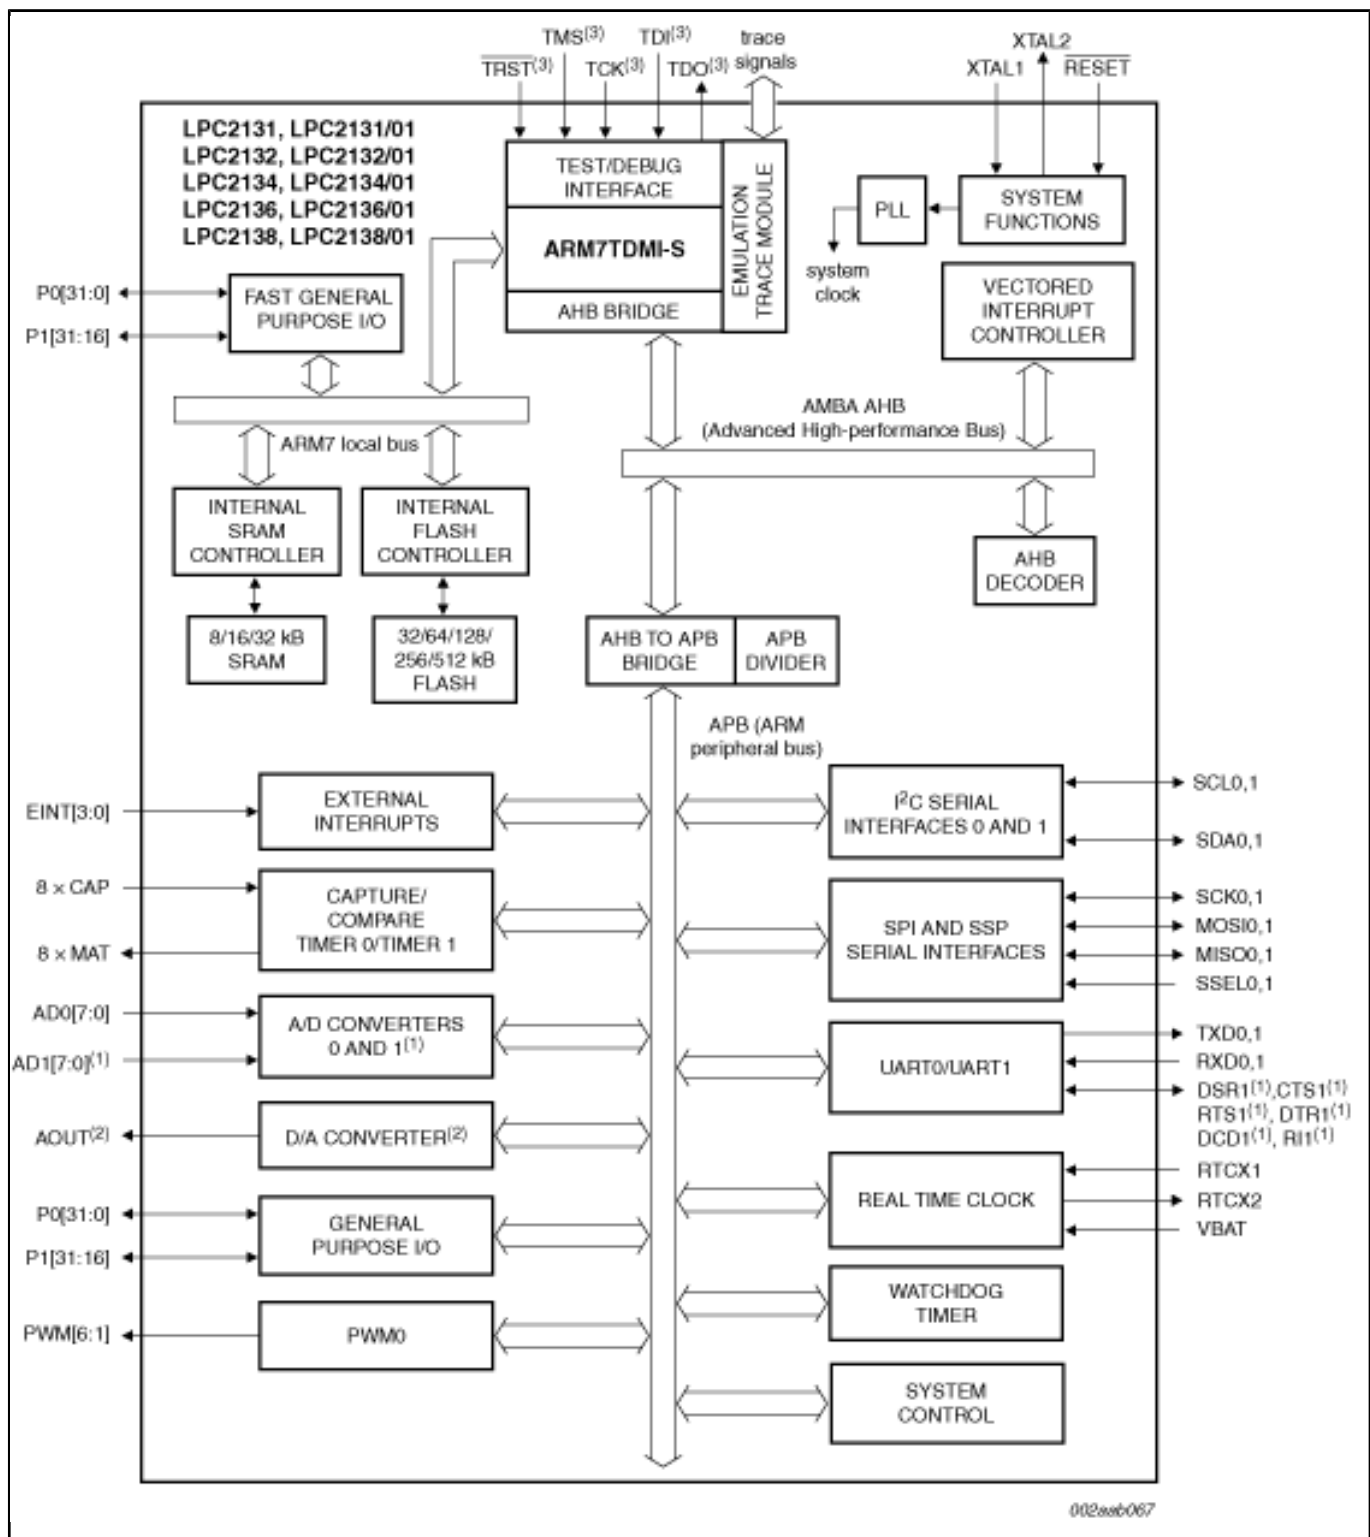 TMS(3)
TDI(3)
trace
signals
TRST(3)
TCK(3)
TDO(3)
XTAL2
XTAL1
RESET
LPC2131, LPC2131/01
LPC2132, LPC2132/01
LPC2134, LPC2134/01
LPC2136, LPC2136/01
LPC2138, LPC2138/01
TEST/DEBUG
INTERFACE
ARM7TDMI-S
AHB BRIDGE
EMULATION
TRACE MODULE
PLL
SYSTEM
FUNCTIONS
system
clock
VECTORED
INTERRUPT
CONTROLLER
P0[31:0]
P1[31:16]
FAST GENERAL
PURPOSE I/O
ARM7 local bus
AMBA AHB
(Advanced High-performance Bus)
INTERNAL
SRAM
CONTROLLER
INTERNAL
FLASH
CONTROLLER
AHB
DECODER
8/16/32 kB
SRAM
32/64/128/
256/512 kB
FLASH
AHB TO APB
BRIDGE
APB
DIVIDER
APB (ARM
peripheral bus)
EINT[3:0]
EXTERNAL
INTERRUPTS
I2C SERIAL
INTERFACES 0 AND 1
SCL0,1
SDA0,1
8 × CAP
8 × MAT
CAPTURE/
COMPARE
TIMER 0/TIMER 1
SPI AND SSP
SERIAL INTERFACES
SCK0,1
MOSI0,1
MISO0,1
SSEL0,1
AD0[7:0]
AD1[7:0](1)
A/D CONVERTERS
0 AND 1(1)
UART0/UART1
TXD0,1
RXD0,1
DSR1(1),CTS1(1)
RTS1(1), DTR1(1)
DCD1(1), RI1(1)
AOUT(2)
D/A CONVERTER(2)
REAL TIME CLOCK
RTCX1
RTCX2
VBAT
P0[31:0]
P1[31:16]
GENERAL
PURPOSE I/O
WATCHDOG
TIMER
PWM[6:1]
PWM0
SYSTEM
CONTROL
002aab067